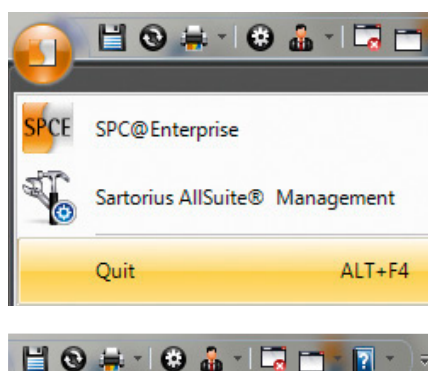 SPCE SPC@Enterprise
Sartorius AllSuite® Management
Quit ALT+F4
?